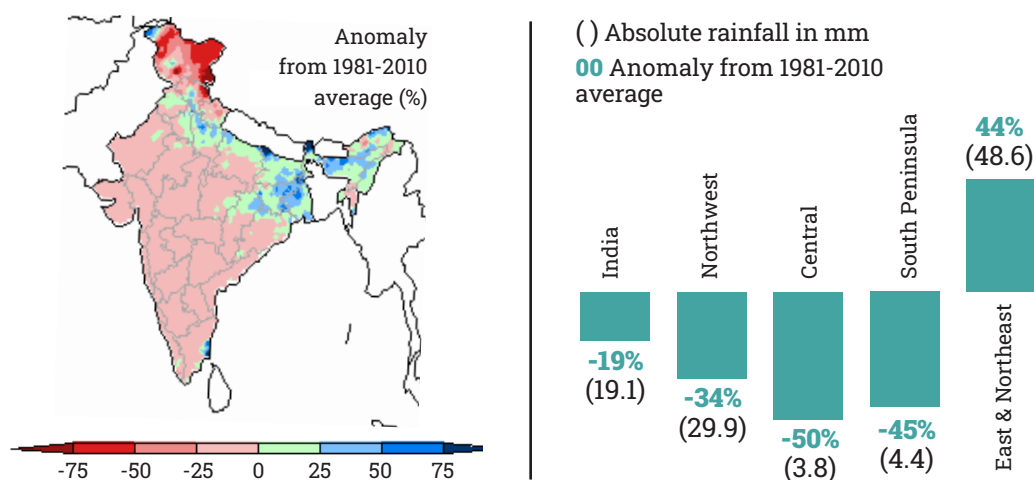 Anomaly
from 1981-2010
average (%)
-75 -50 -25 0 25 50 75
( ) Absolute rainfall in mm
00 Anomaly from 1981-2010
average
India
-19%
(19.1)
Northwest
-34%
(29.9)
Central
-50%
(3.8)
South Peninsula
-45%
(4.4)
44%
(48.6)
East & Northeast